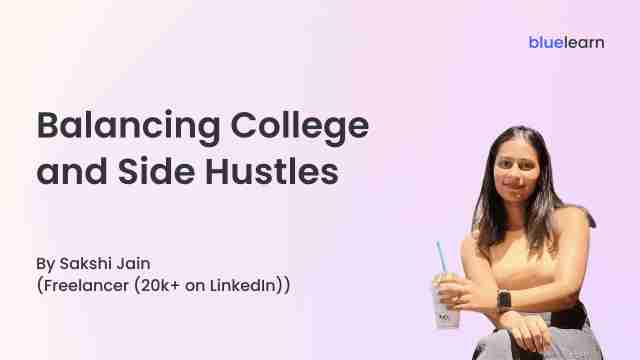 bluelearn
Balancing College
and Side Hustles
By Sakshi Jain
(Freelancer (20k+ on LinkedIn))